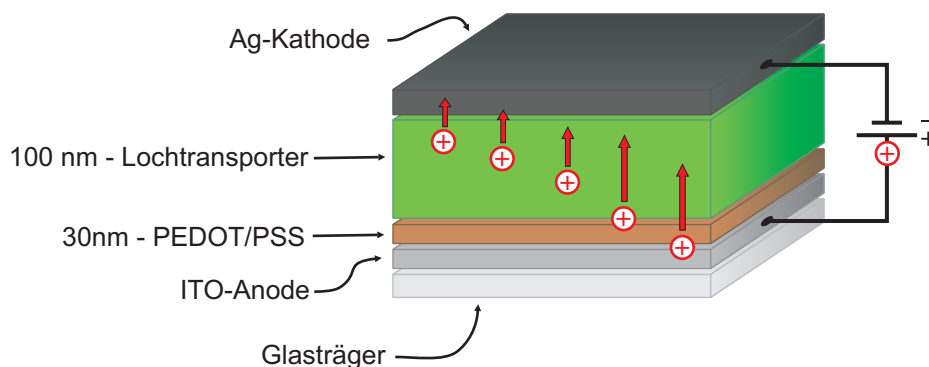 Ag-Kathode
100 nm - Lochtransporter
30nm - PEDOT/PSS
ITO-Anode
Glasträger
+ + + + +
−
+
+